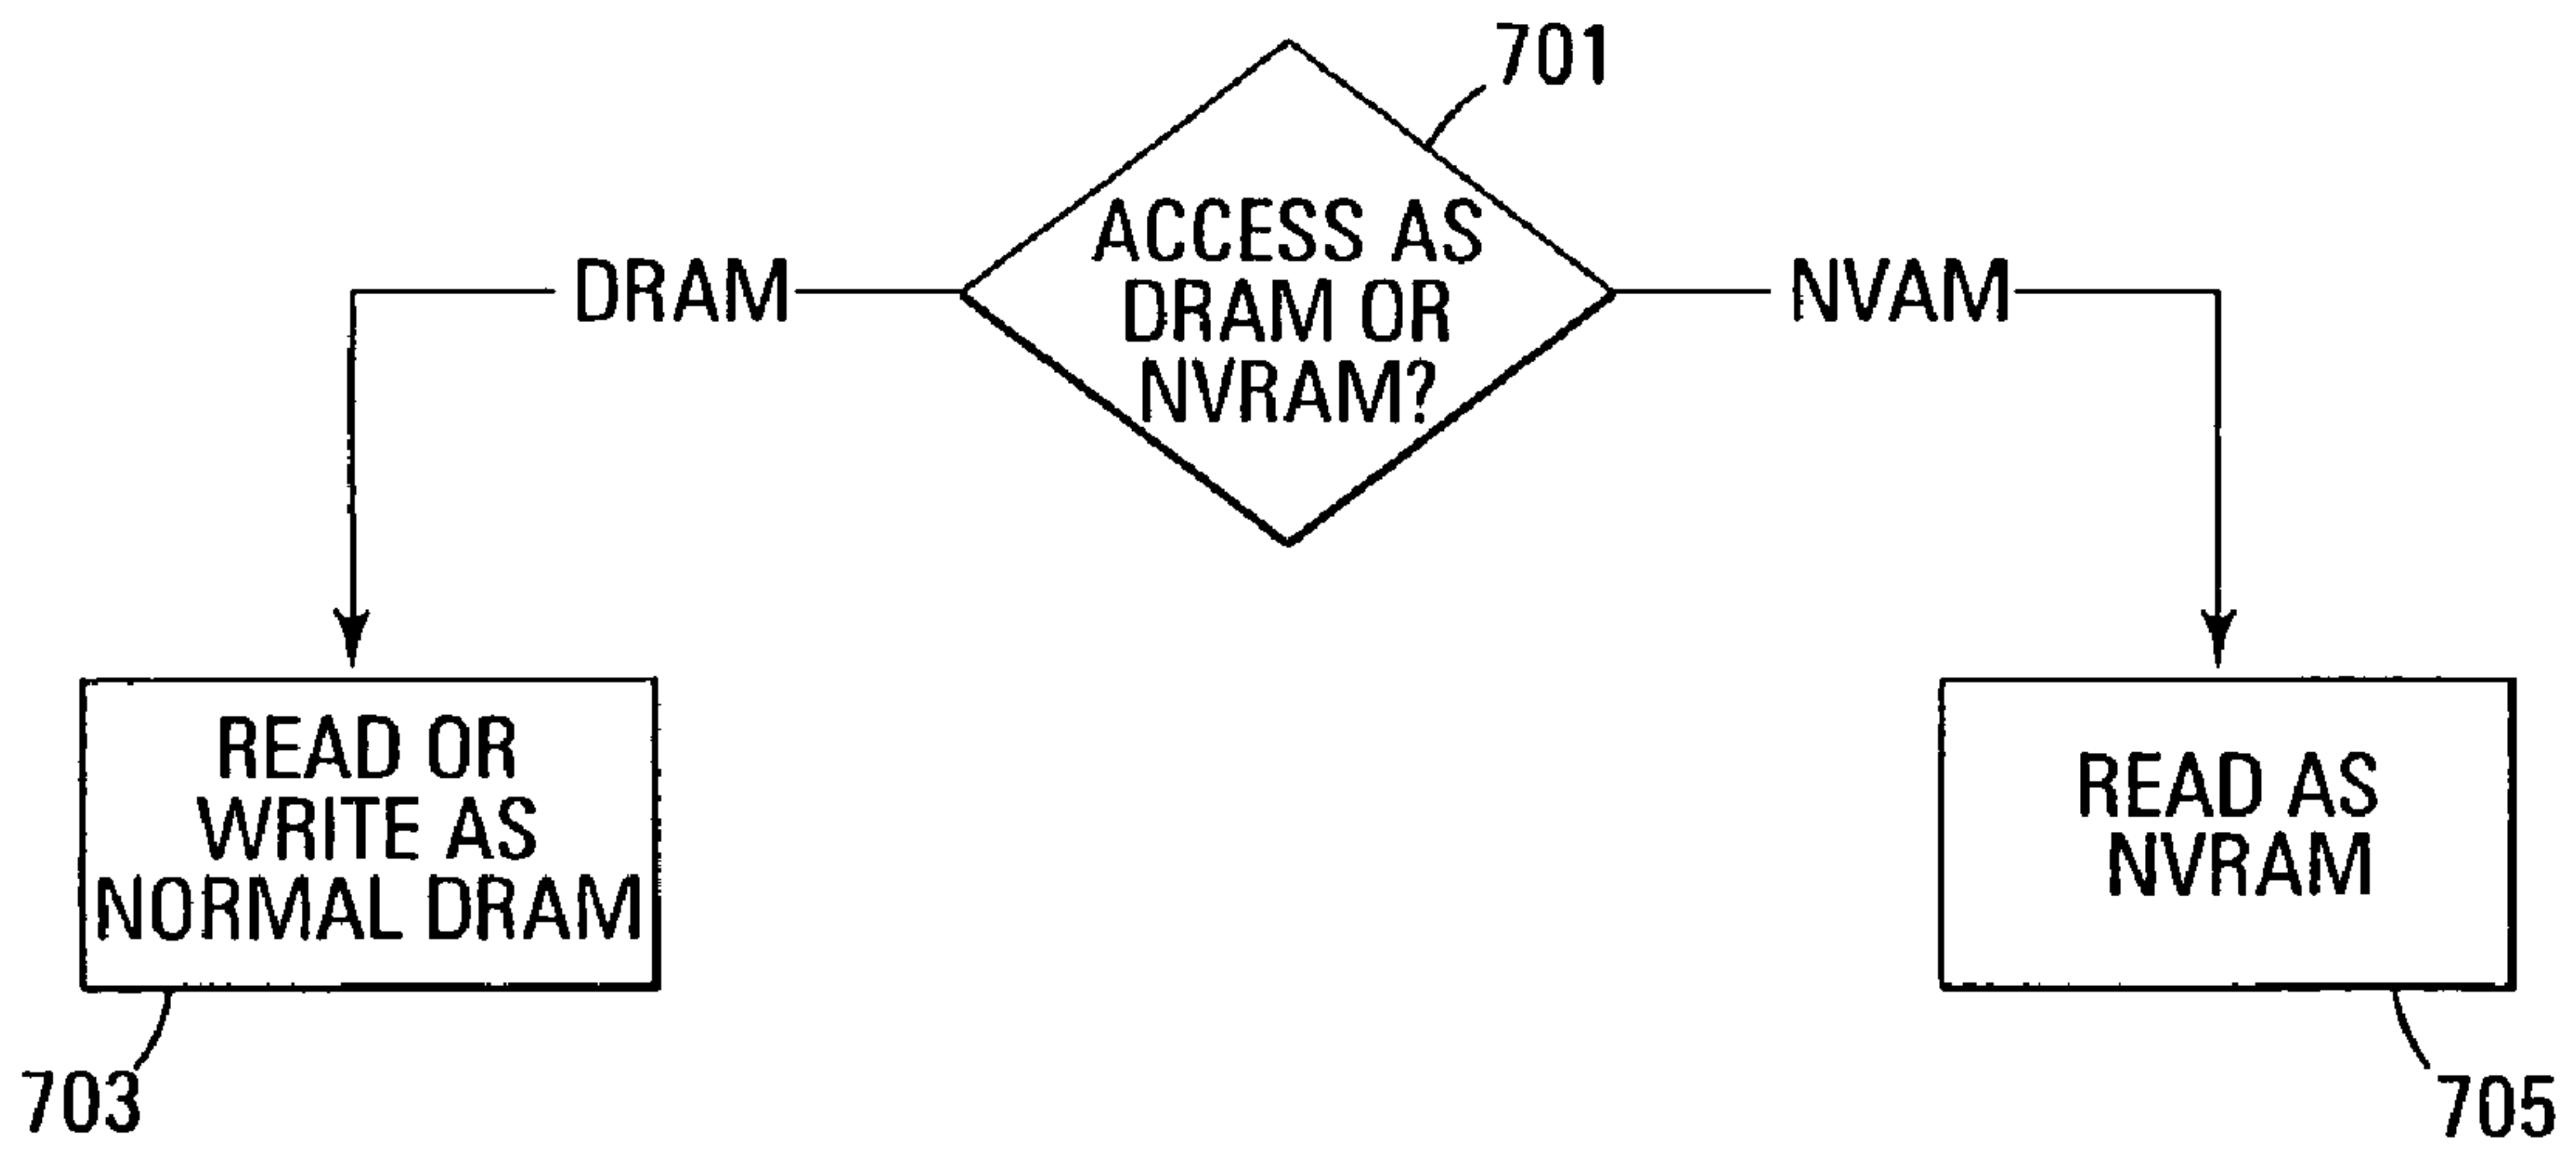 701
ACCESS AS
DRAM OR
NVRAM?
DRAM
NVAM
READ OR
WRITE AS
NORMAL DRAM
READ AS
NVRAM
703
705